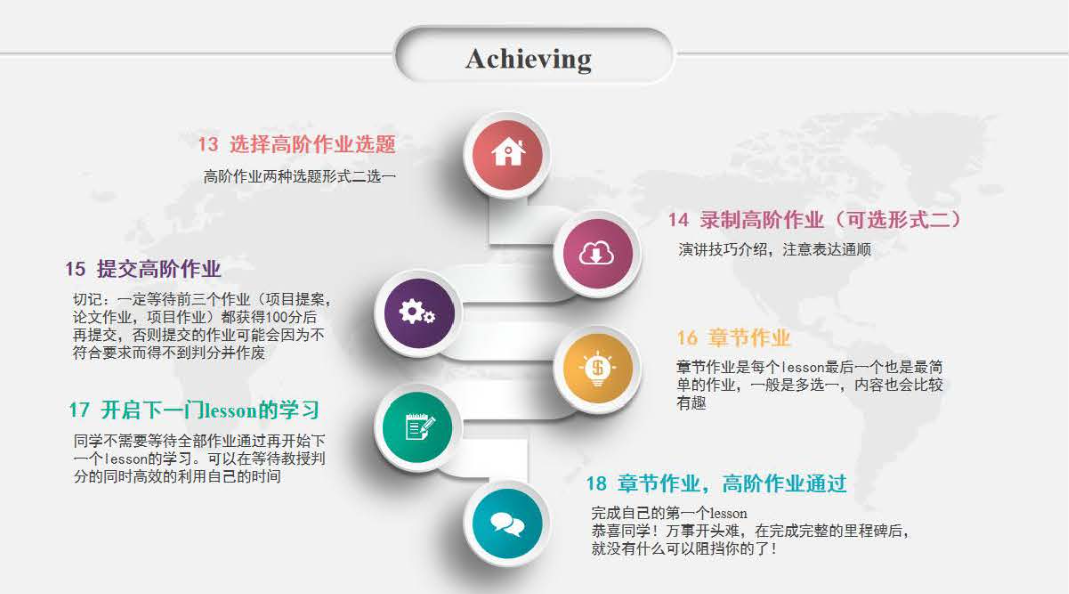 Achieving
13 选择高阶作业选题
高阶作业两种选题形式二选一
14 录制高阶作业（可选形式二）
演讲技巧介绍，注意表达通顺
15 提交高阶作业
切记：一定等待前三个作业（项目提案，
论文作业，项目作业）都获得100分后
再提交，否则提交的作业可能会因为不
符合要求而得不到判分并作废
16 章节作业
章节作业是每个lesson最后一个也是最简
单的作业，一般是多选一，内容也会比较
有趣
17 开启下一门lesson的学习
同学不需要等待全部作业通过再开始下
一个lesson的学习。可以在等待教授判
分的同时高效的利用自己的时间
18 章节作业，高阶作业通过
完成自己的第一个lesson
恭喜同学！万事开头难，在完成完整的里程碑后，
就没有什么可以阻挡你的了！